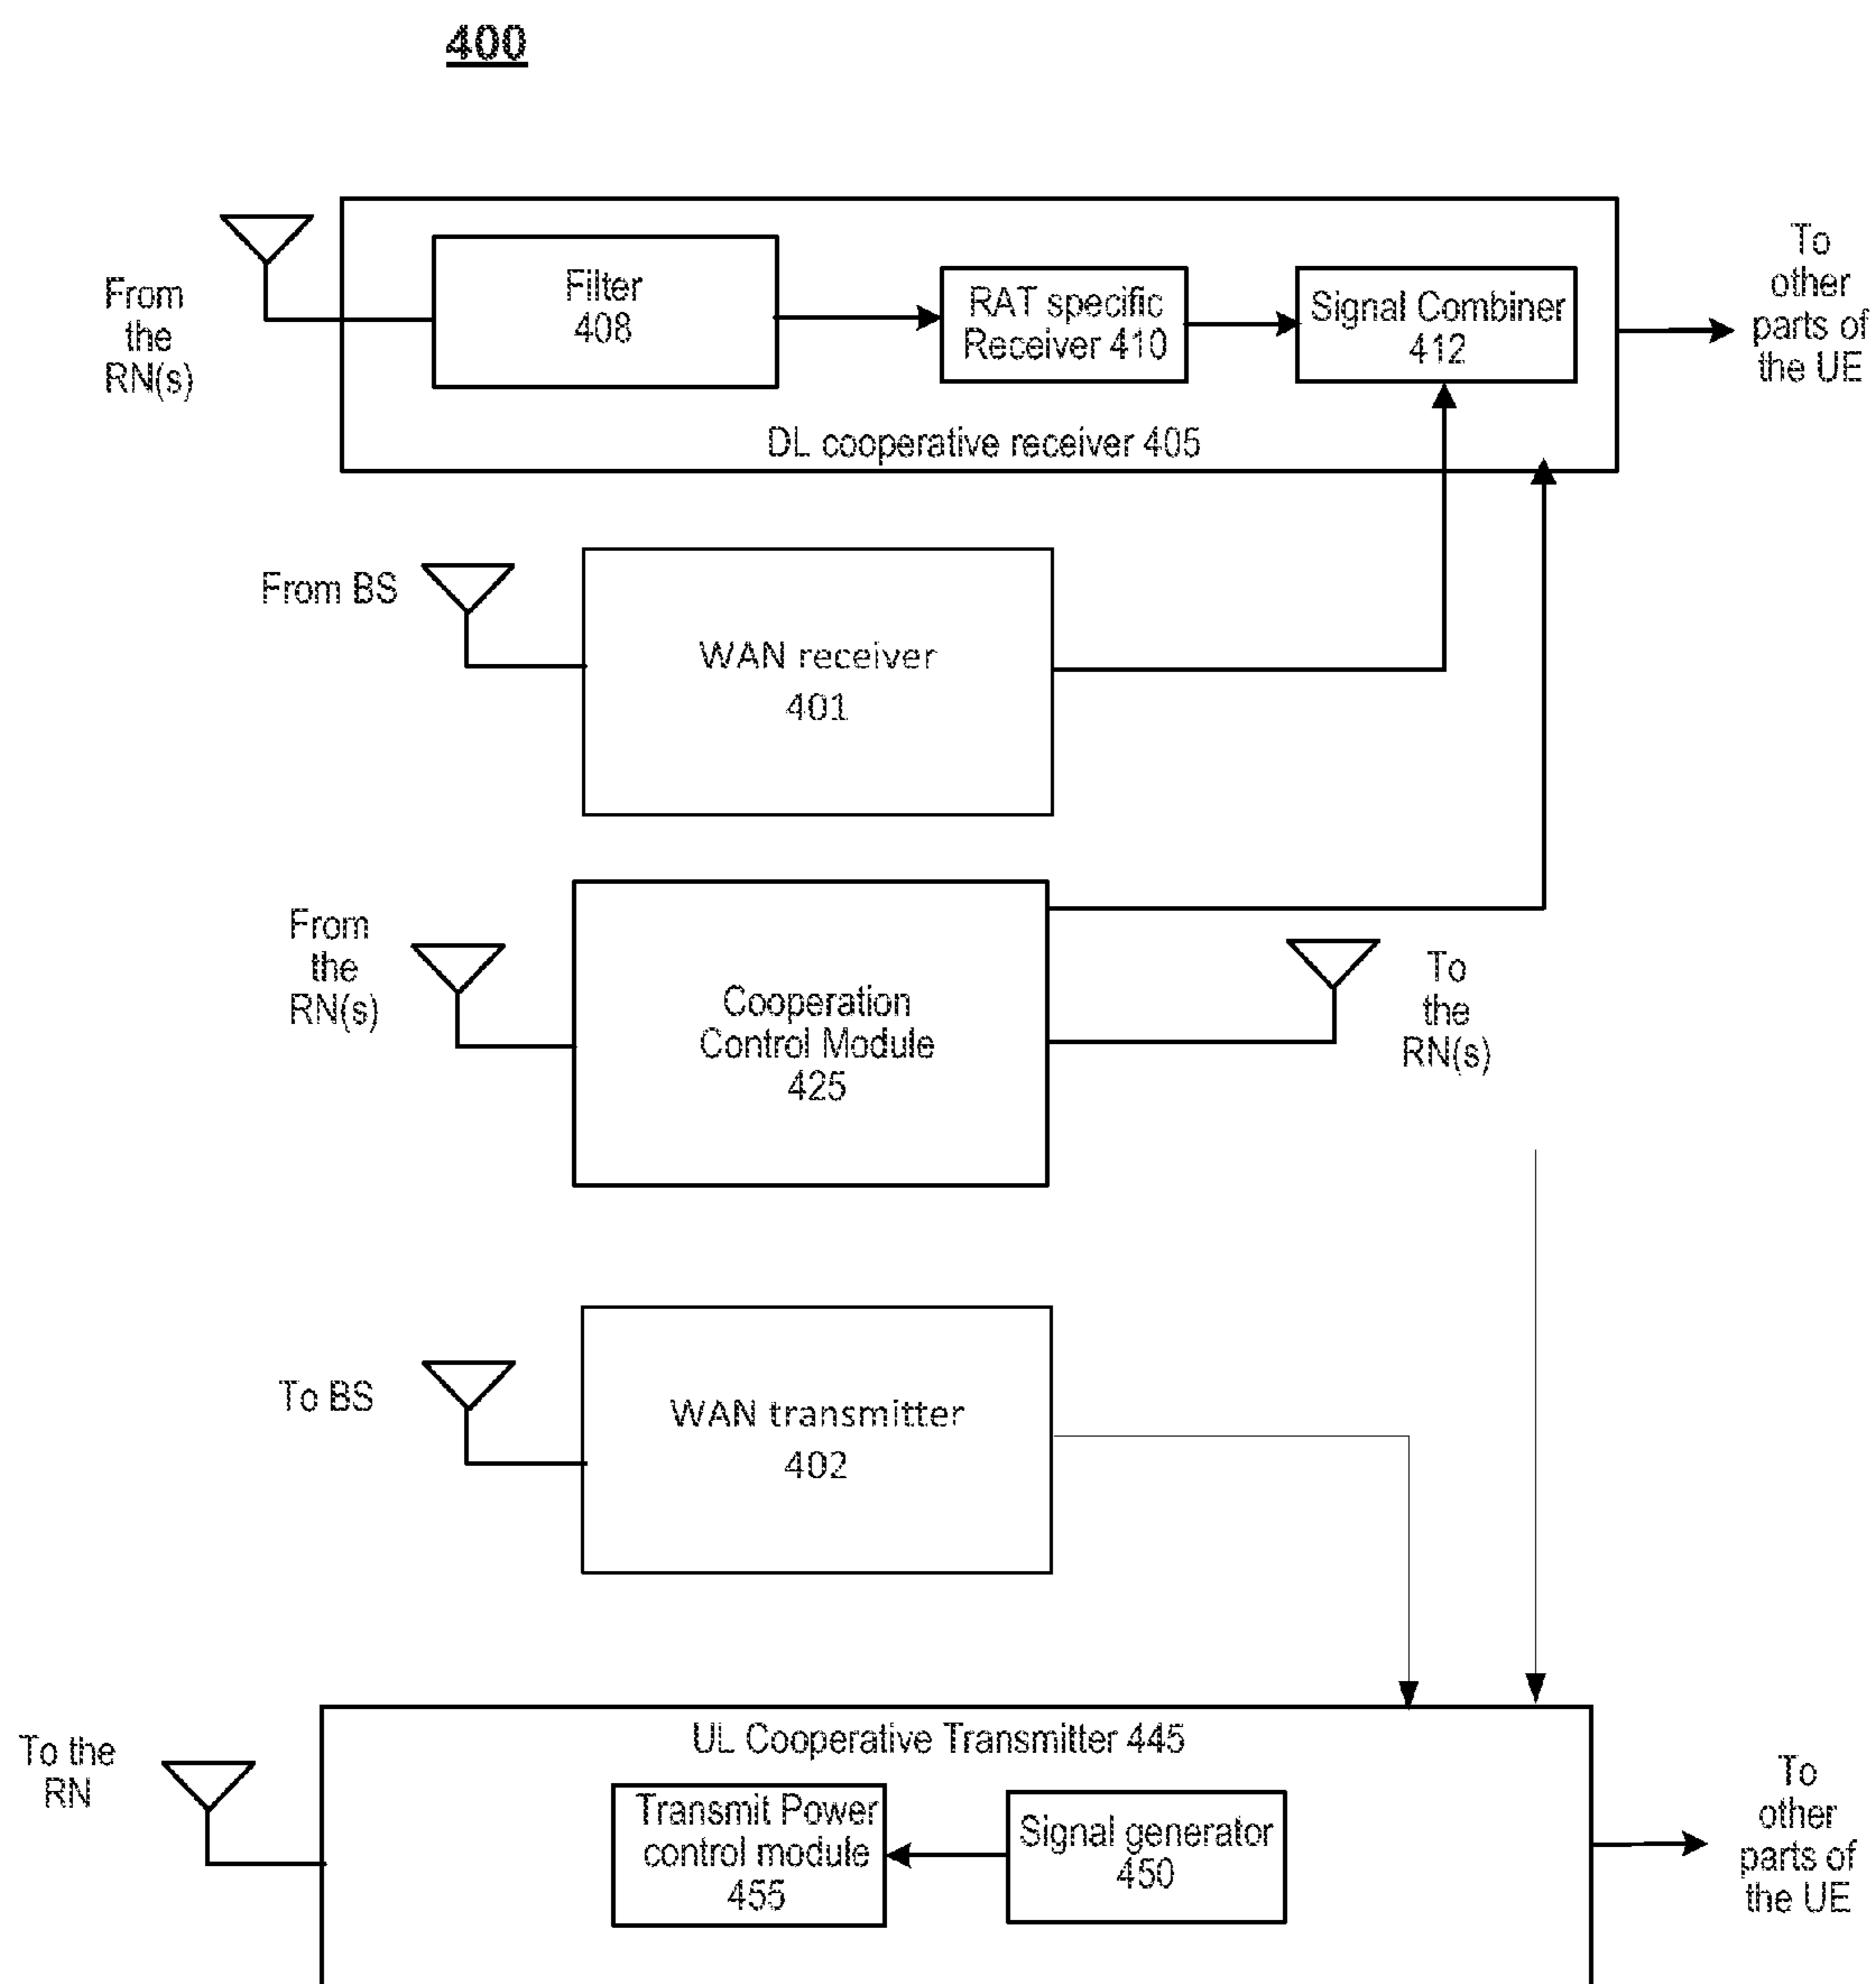 400
From
the
RN(s)
Filter
408
RAT specific
Receiver 410
Signal Combiner
412
To
other
parts of
the UE
DL cooperative receiver 405
From BS
WAN receiver
401
From
the
RN(s)
Cooperation
Control Module
425
To
the
RN(s)
To BS
WAN transmitter
402
UL Cooperative Transmitter 445
To the
RN
Transmit Power
control module
455
Signal generator
450
To
other
parts of
the UE